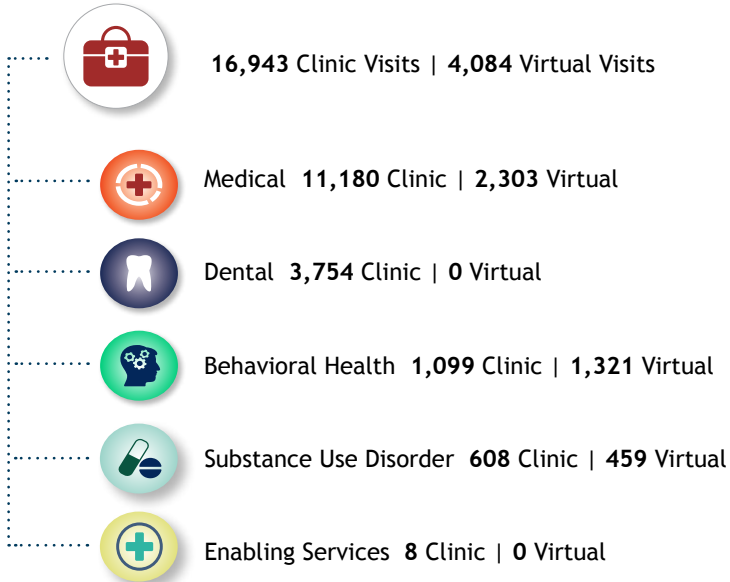 16,943 Clinic Visits | 4,084 Virtual Visits
Medical 11,180 Clinic | 2,303 Virtual
Dental 3,754 Clinic | 0 Virtual
Behavioral Health 1,099 Clinic | 1,321 Virtual
Substance Use Disorder 608 Clinic | 459 Virtual
Enabling Services 8 Clinic | 0 Virtual